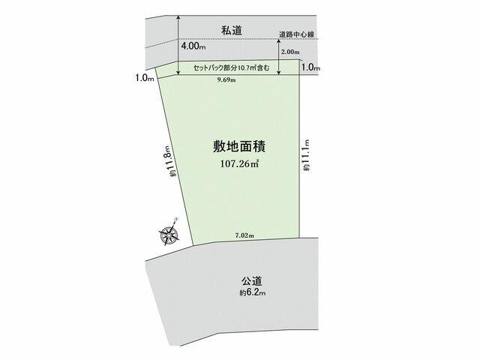 私道
道路中心線
4.00m
2.00m
セットバック部分10.7㎡含む
1.0m
1.0m
9.69m
敷地面積
107.26㎡
約11.8m
約11.1m
7.02m
公道
約6.2m